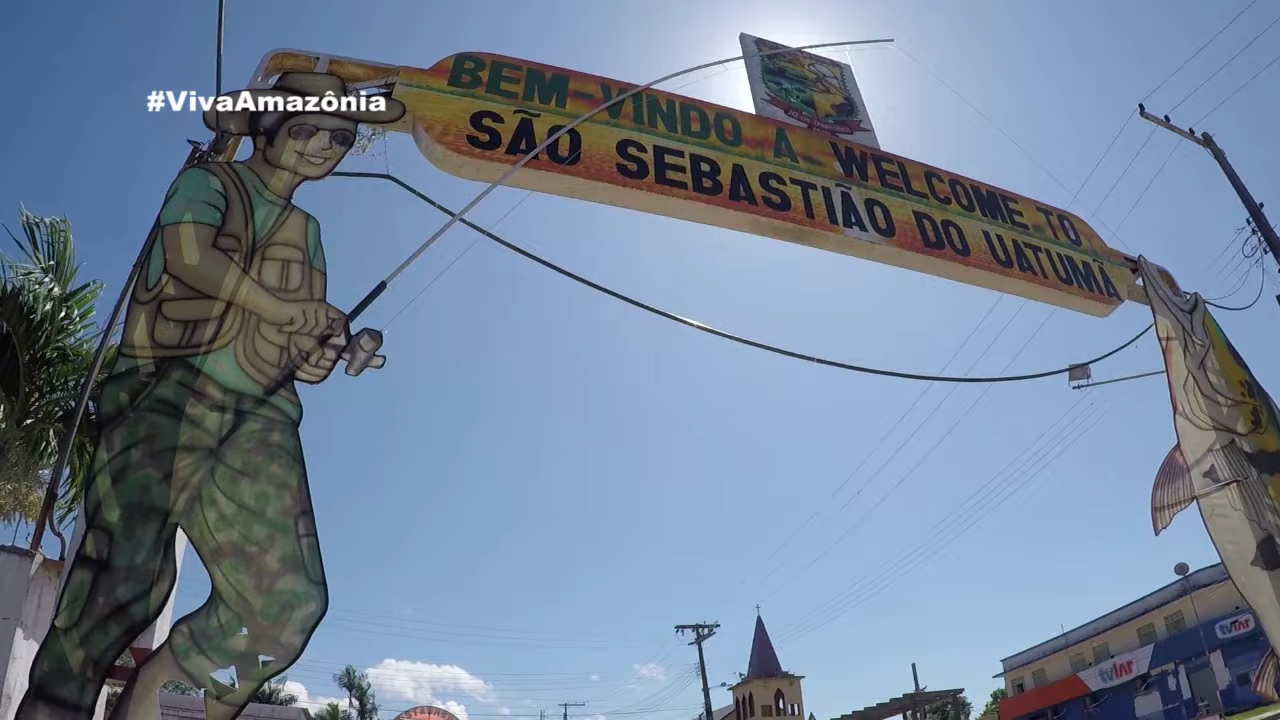 #VivaAmazônia
BEM-VINDO A WELCOME TO
SÃO SEBASTIÃO DO UATUMÃ
tvlar
tvlar